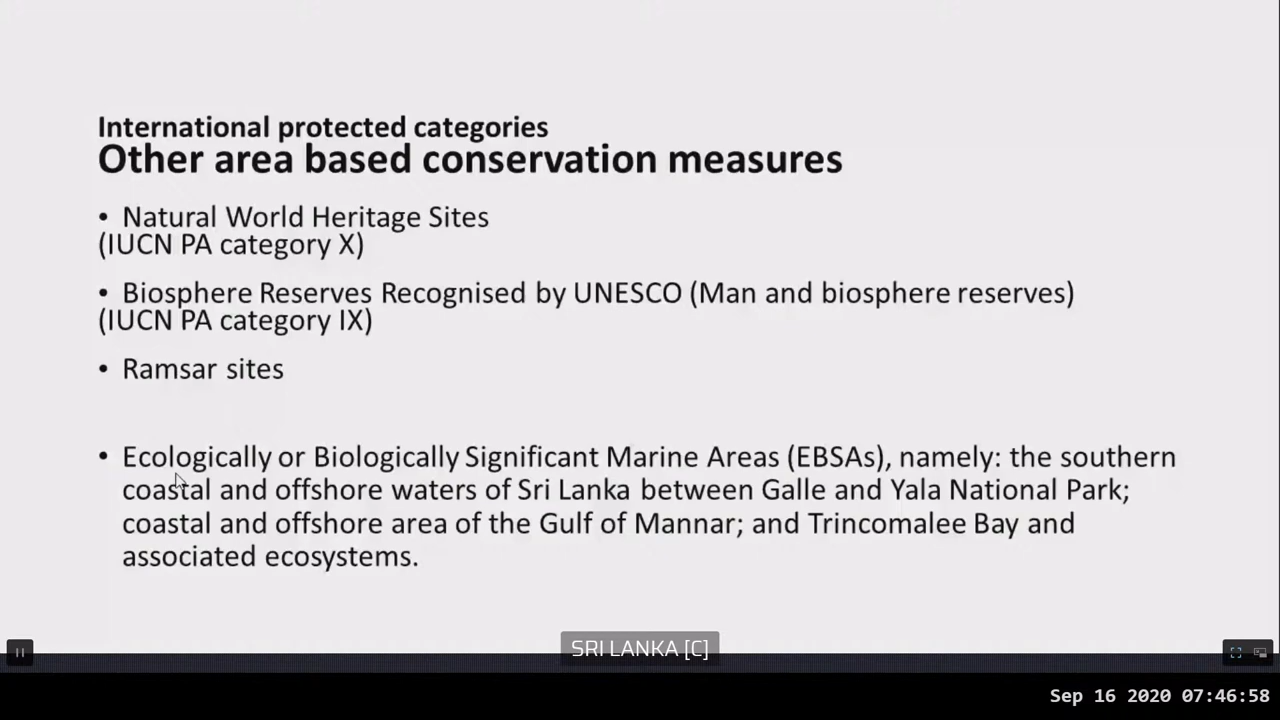 International protected categories
Other area based conservation measures
• Natural World Heritage Sites
(IUCN PA category X)
• Biosphere Reserves Recognised by UNESCO (Man and biosphere reserves)
(IUCN PA category IX)
• Ramsar sites
• Ecologically or Biologically Significant Marine Areas (EBSAs), namely: the southern
coastal and offshore waters of Sri Lanka between Galle and Yala National Park;
coastal and offshore area of the Gulf of Mannar; and Trincomalee Bay and
associated ecosystems.
SRI LANKA [C]
Sep 16 2020 07:46:58